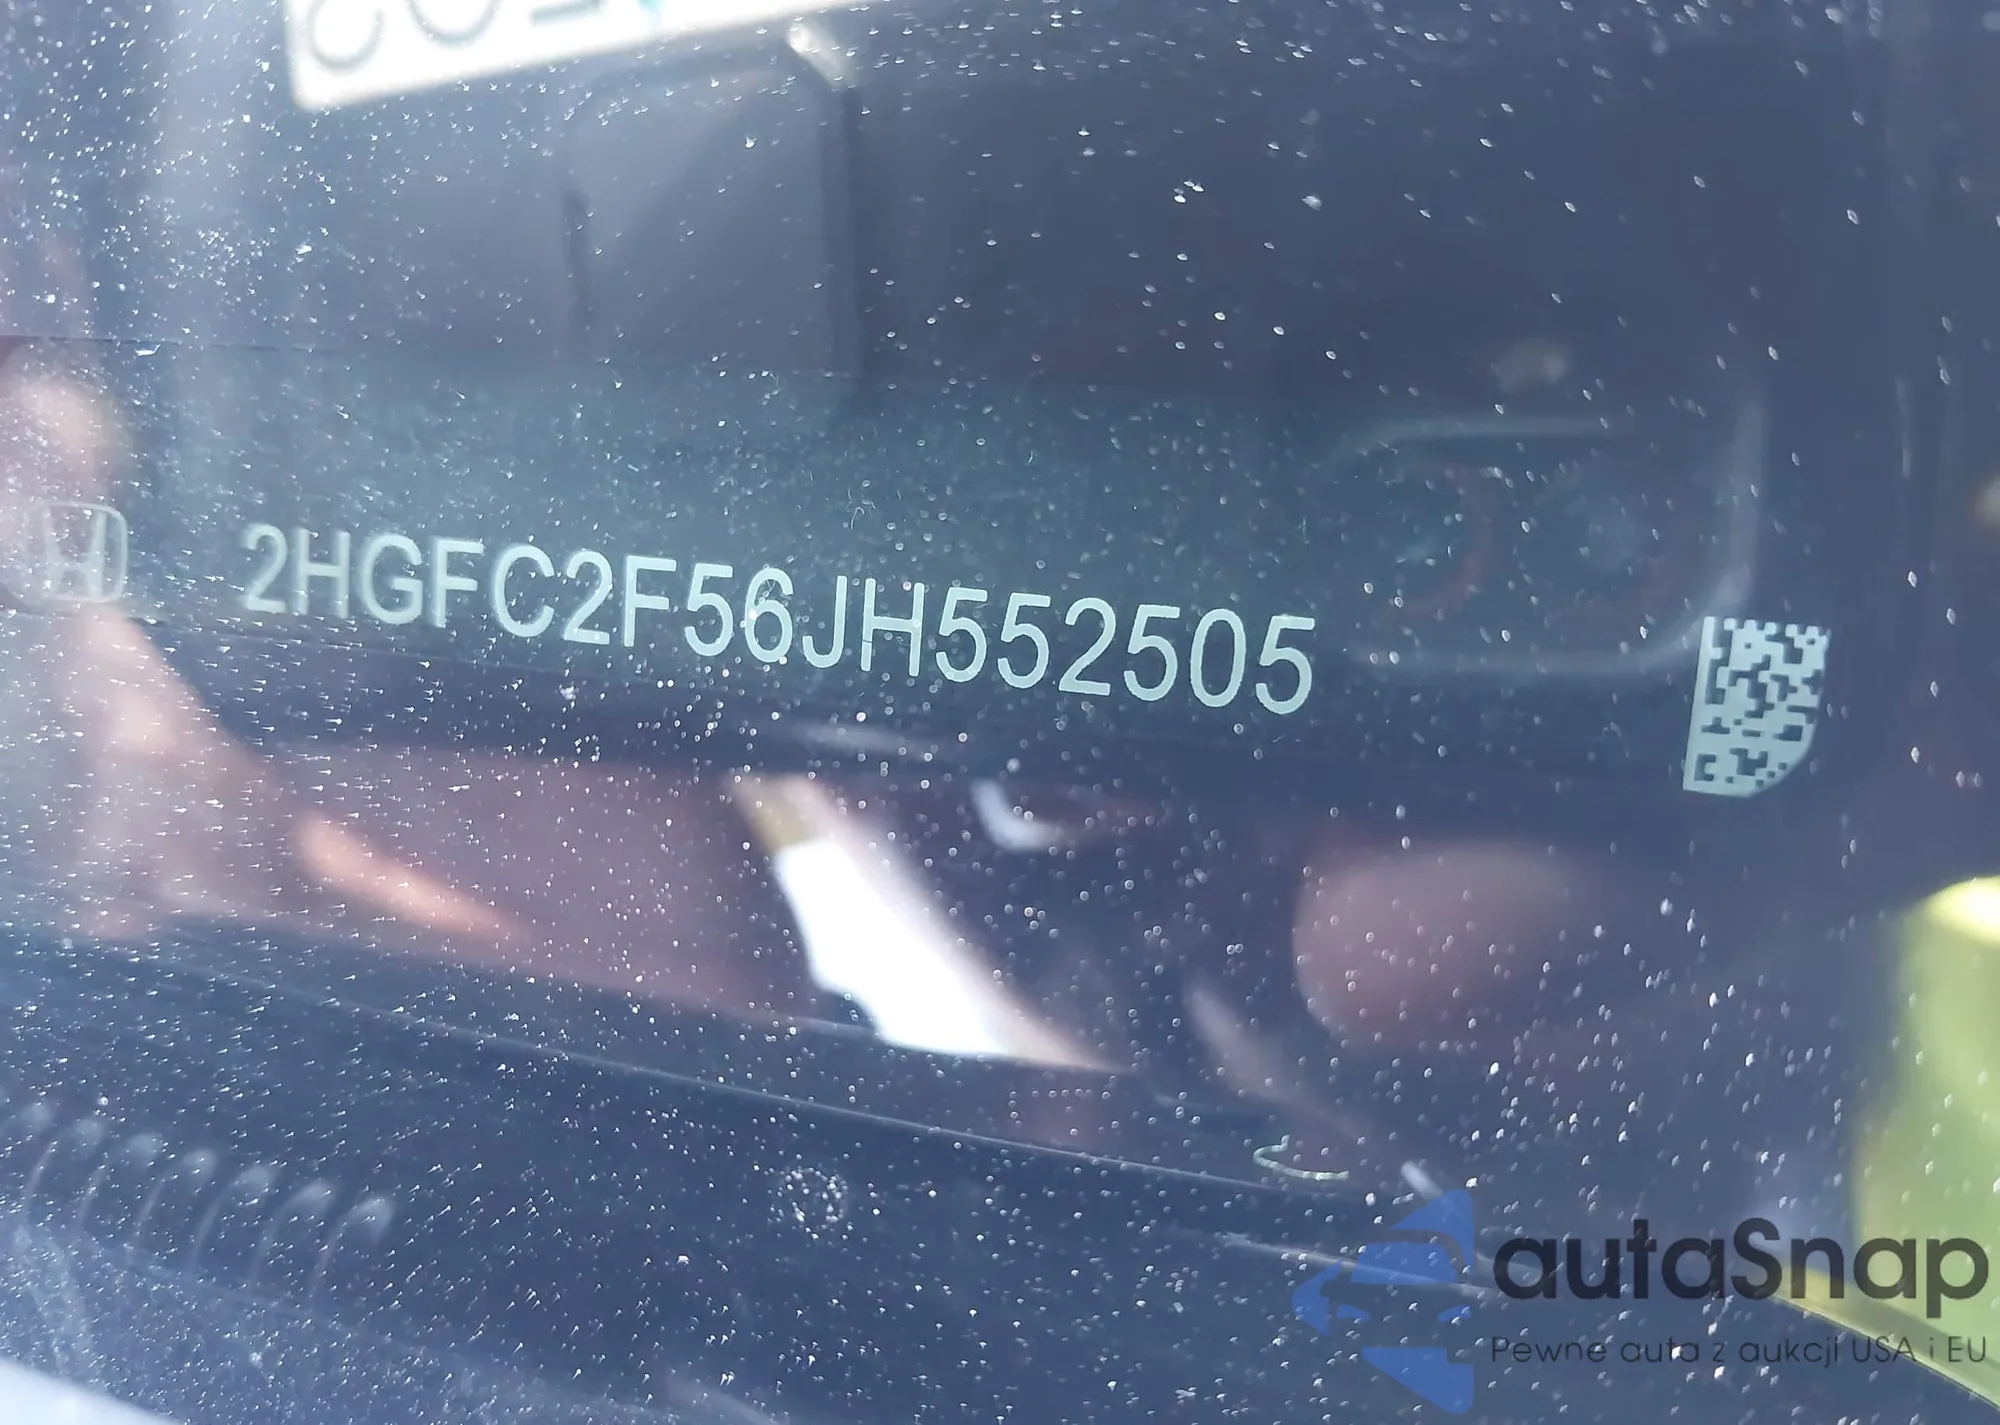 2HGFC2F56JH552505
autaSnap
Pewne auta z aukcji USA i EU